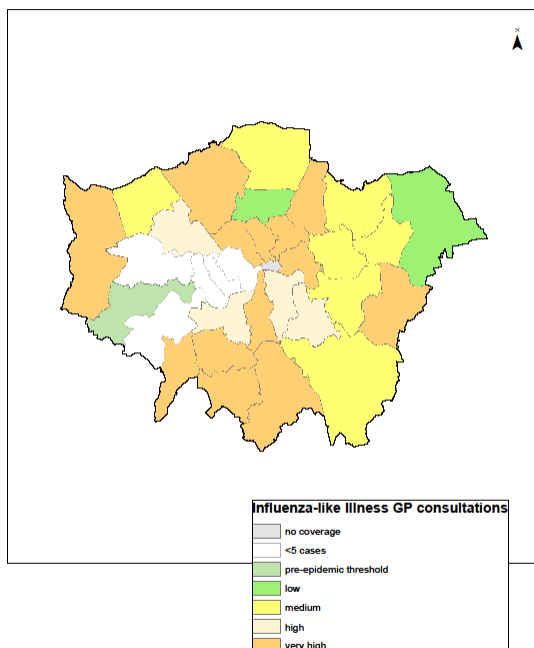 N
Influenza-like Illness GP consultations
no coverage
<5 cases
pre-epidemic threshold
low
medium
high
very high